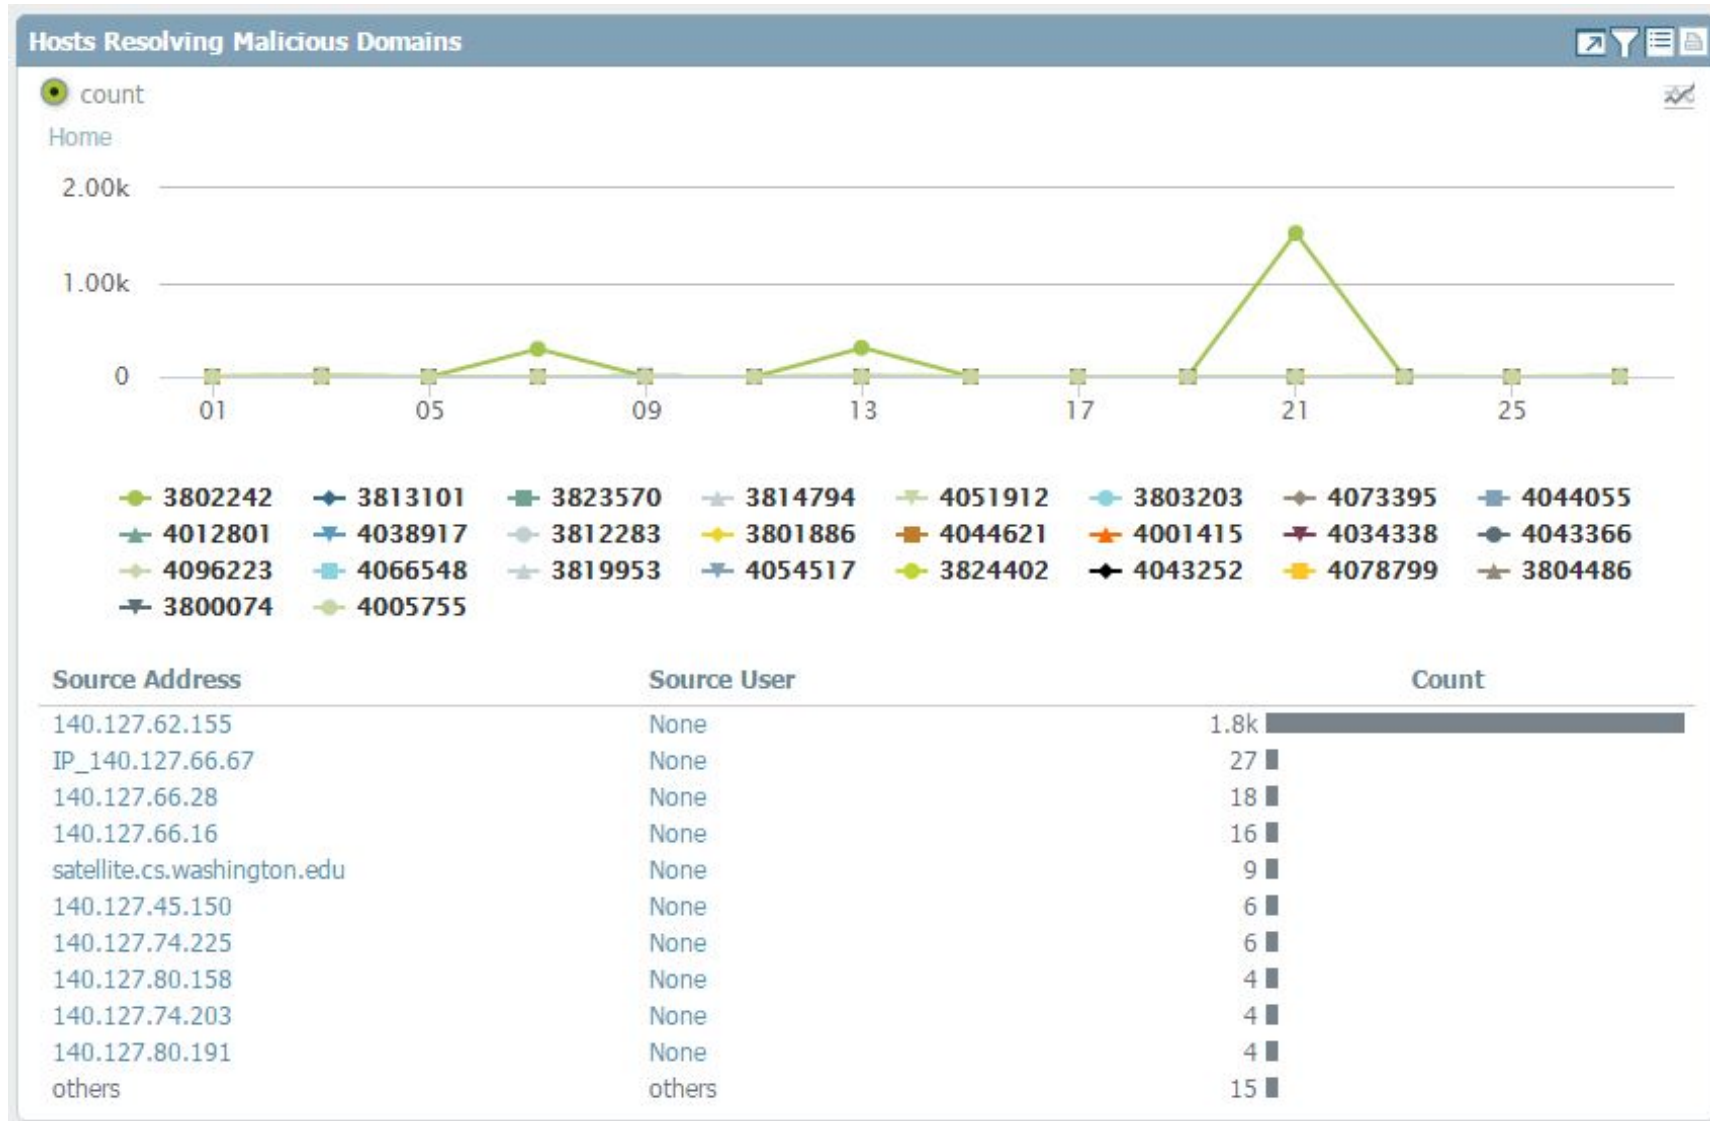 Hosts Resolving Malicious Domains
count
Home
2.00k
1.00k
0
01 05 09 13 17 21 25
3802242 3813101 3823570 3814794 4051912 3803203 4073395 4044055
4012801 4038917 3812283 3801886 4044621 4001415 4034338 4043366
4096223 4066548 3819953 4054517 3824402 4043252 4078799 3804486
3800074 4005755
Source Address Source User Count
140.127.62.155 None 1.8k
IP_140.127.66.67 None 27
140.127.66.28 None 18
140.127.66.16 None 16
satellite.cs.washington.edu None 9
140.127.45.150 None 6
140.127.74.225 None 6
140.127.80.158 None 4
140.127.74.203 None 4
140.127.80.191 None 4
others others 15